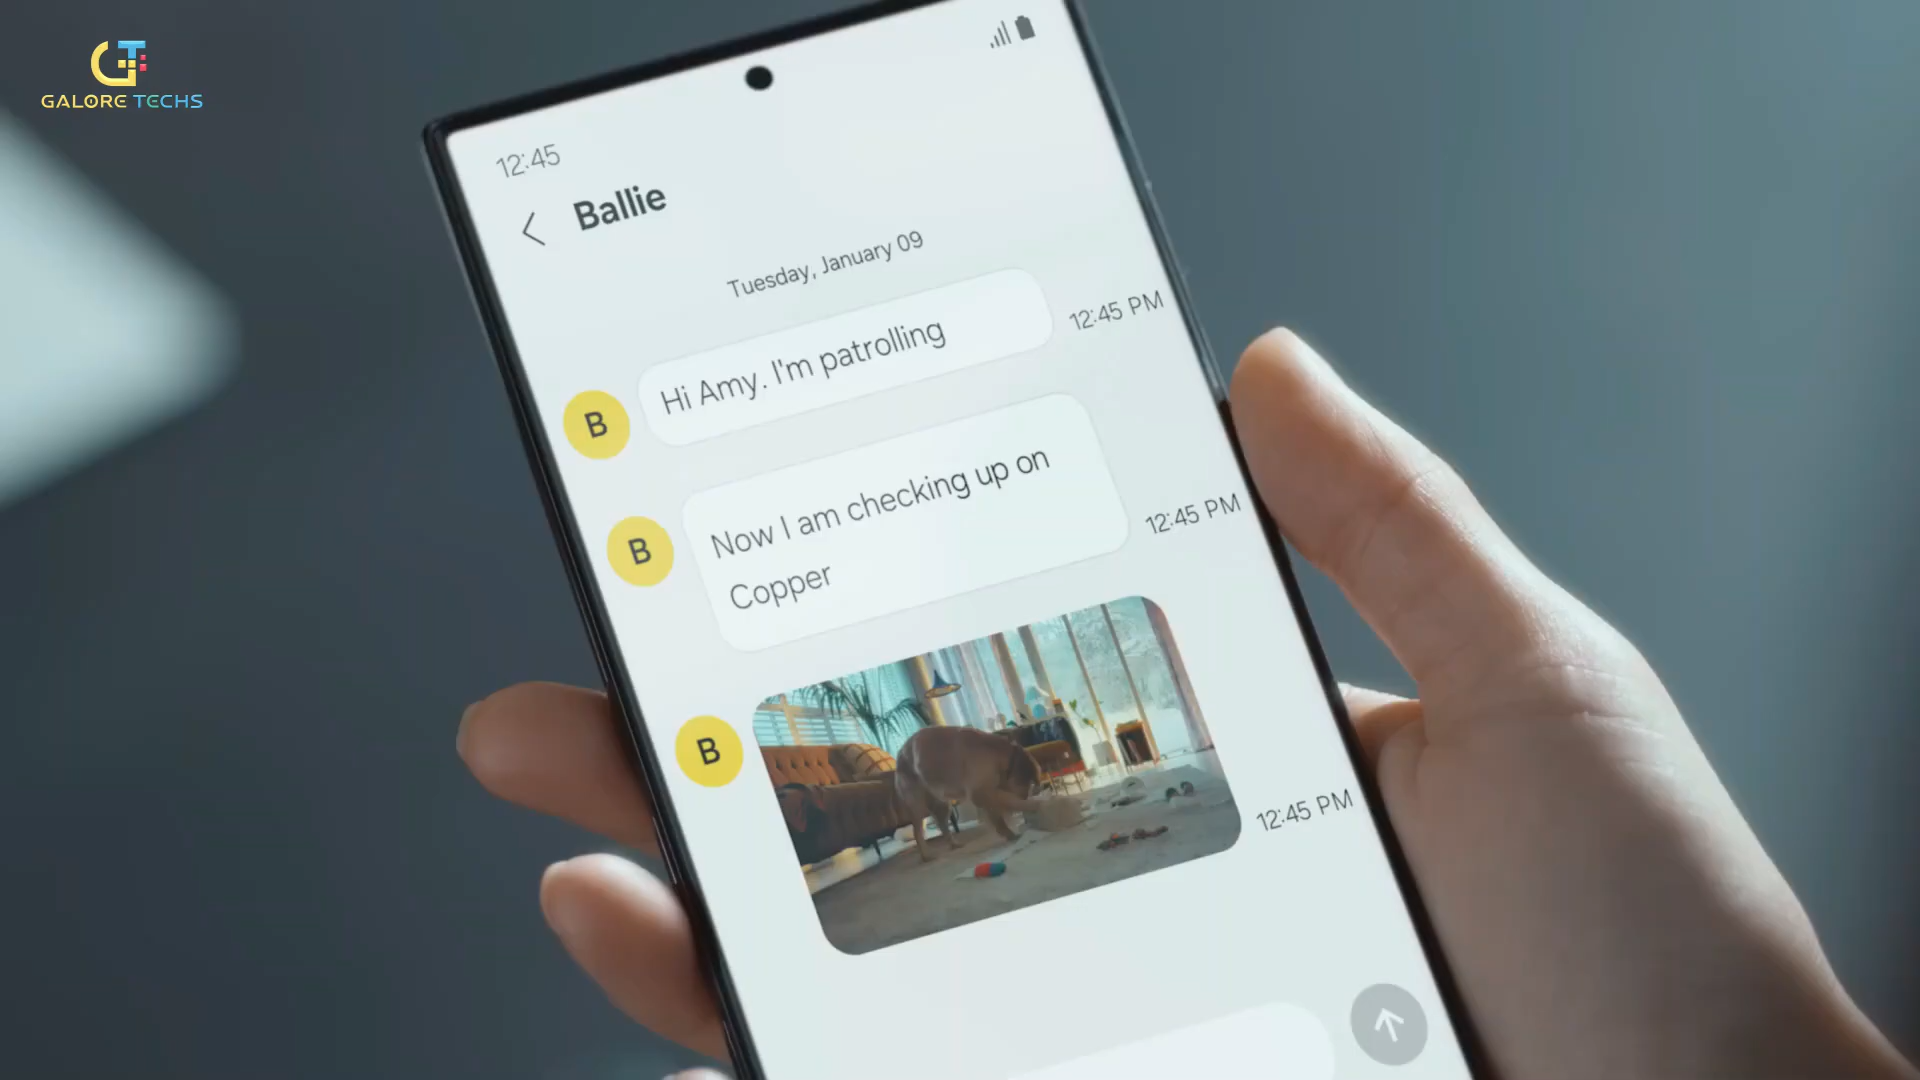 GALORE TECHS
12:45
Ballie
Tuesday, January 09
Hi Amy. I'm patrolling
12:45 PM
B
Now I am checking up on
Copper
12:45 PM
B
B
12:45 PM